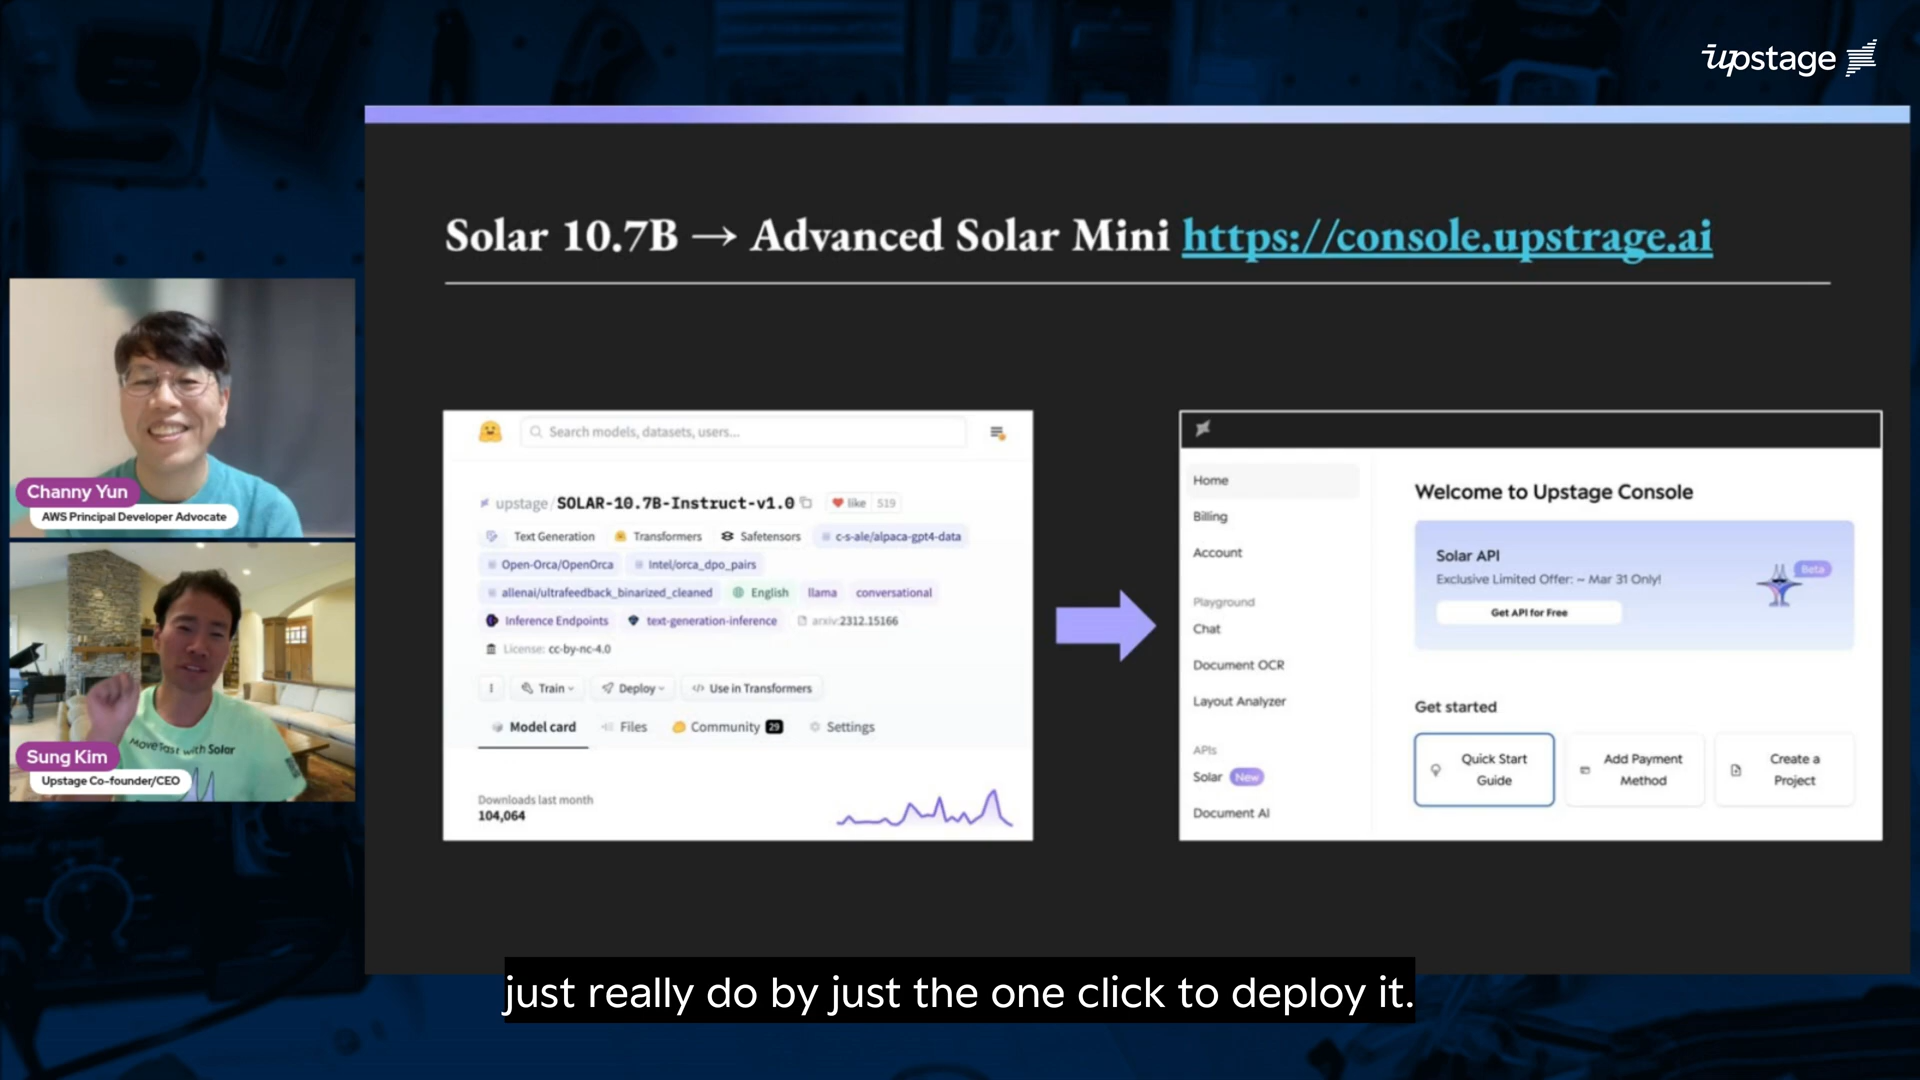 upstage
Solar 10.7B → Advanced Solar Mini https://console.upstrage.ai
Channy Yun
AWS Principal Developer Advocate
Sung Kim
Upstage Co-founder/CEO
Move fast with Solar
Search models, datasets, users...
upstage/SOLAR-10.7B-Instruct-v1.0 like 519
Text Generation Transformers Safetensors c-s-ale/alpaca-gpt4-data
Open-Orca/OpenOrca Intel/orca_dpo_pairs
allenai/ultrafeedback_binarized_cleaned English llama conversational
Inference Endpoints text-generation-inference arxiv:2312.15166
License: cc-by-nc-4.0
Train Deploy </> Use in Transformers
Model card Files Community 29 Settings
Downloads last month
104,064
Home
Billing
Account
Playground
Chat
Document OCR
Layout Analyzer
APIs
Solar New
Document AI
Welcome to Upstage Console
Solar API
Exclusive Limited Offer: ~ Mar 31 Only!
Get API for Free
Beta
Get started
Quick Start
Guide
Add Payment
Method
Create a
Project
just really do by just the one click to deploy it.